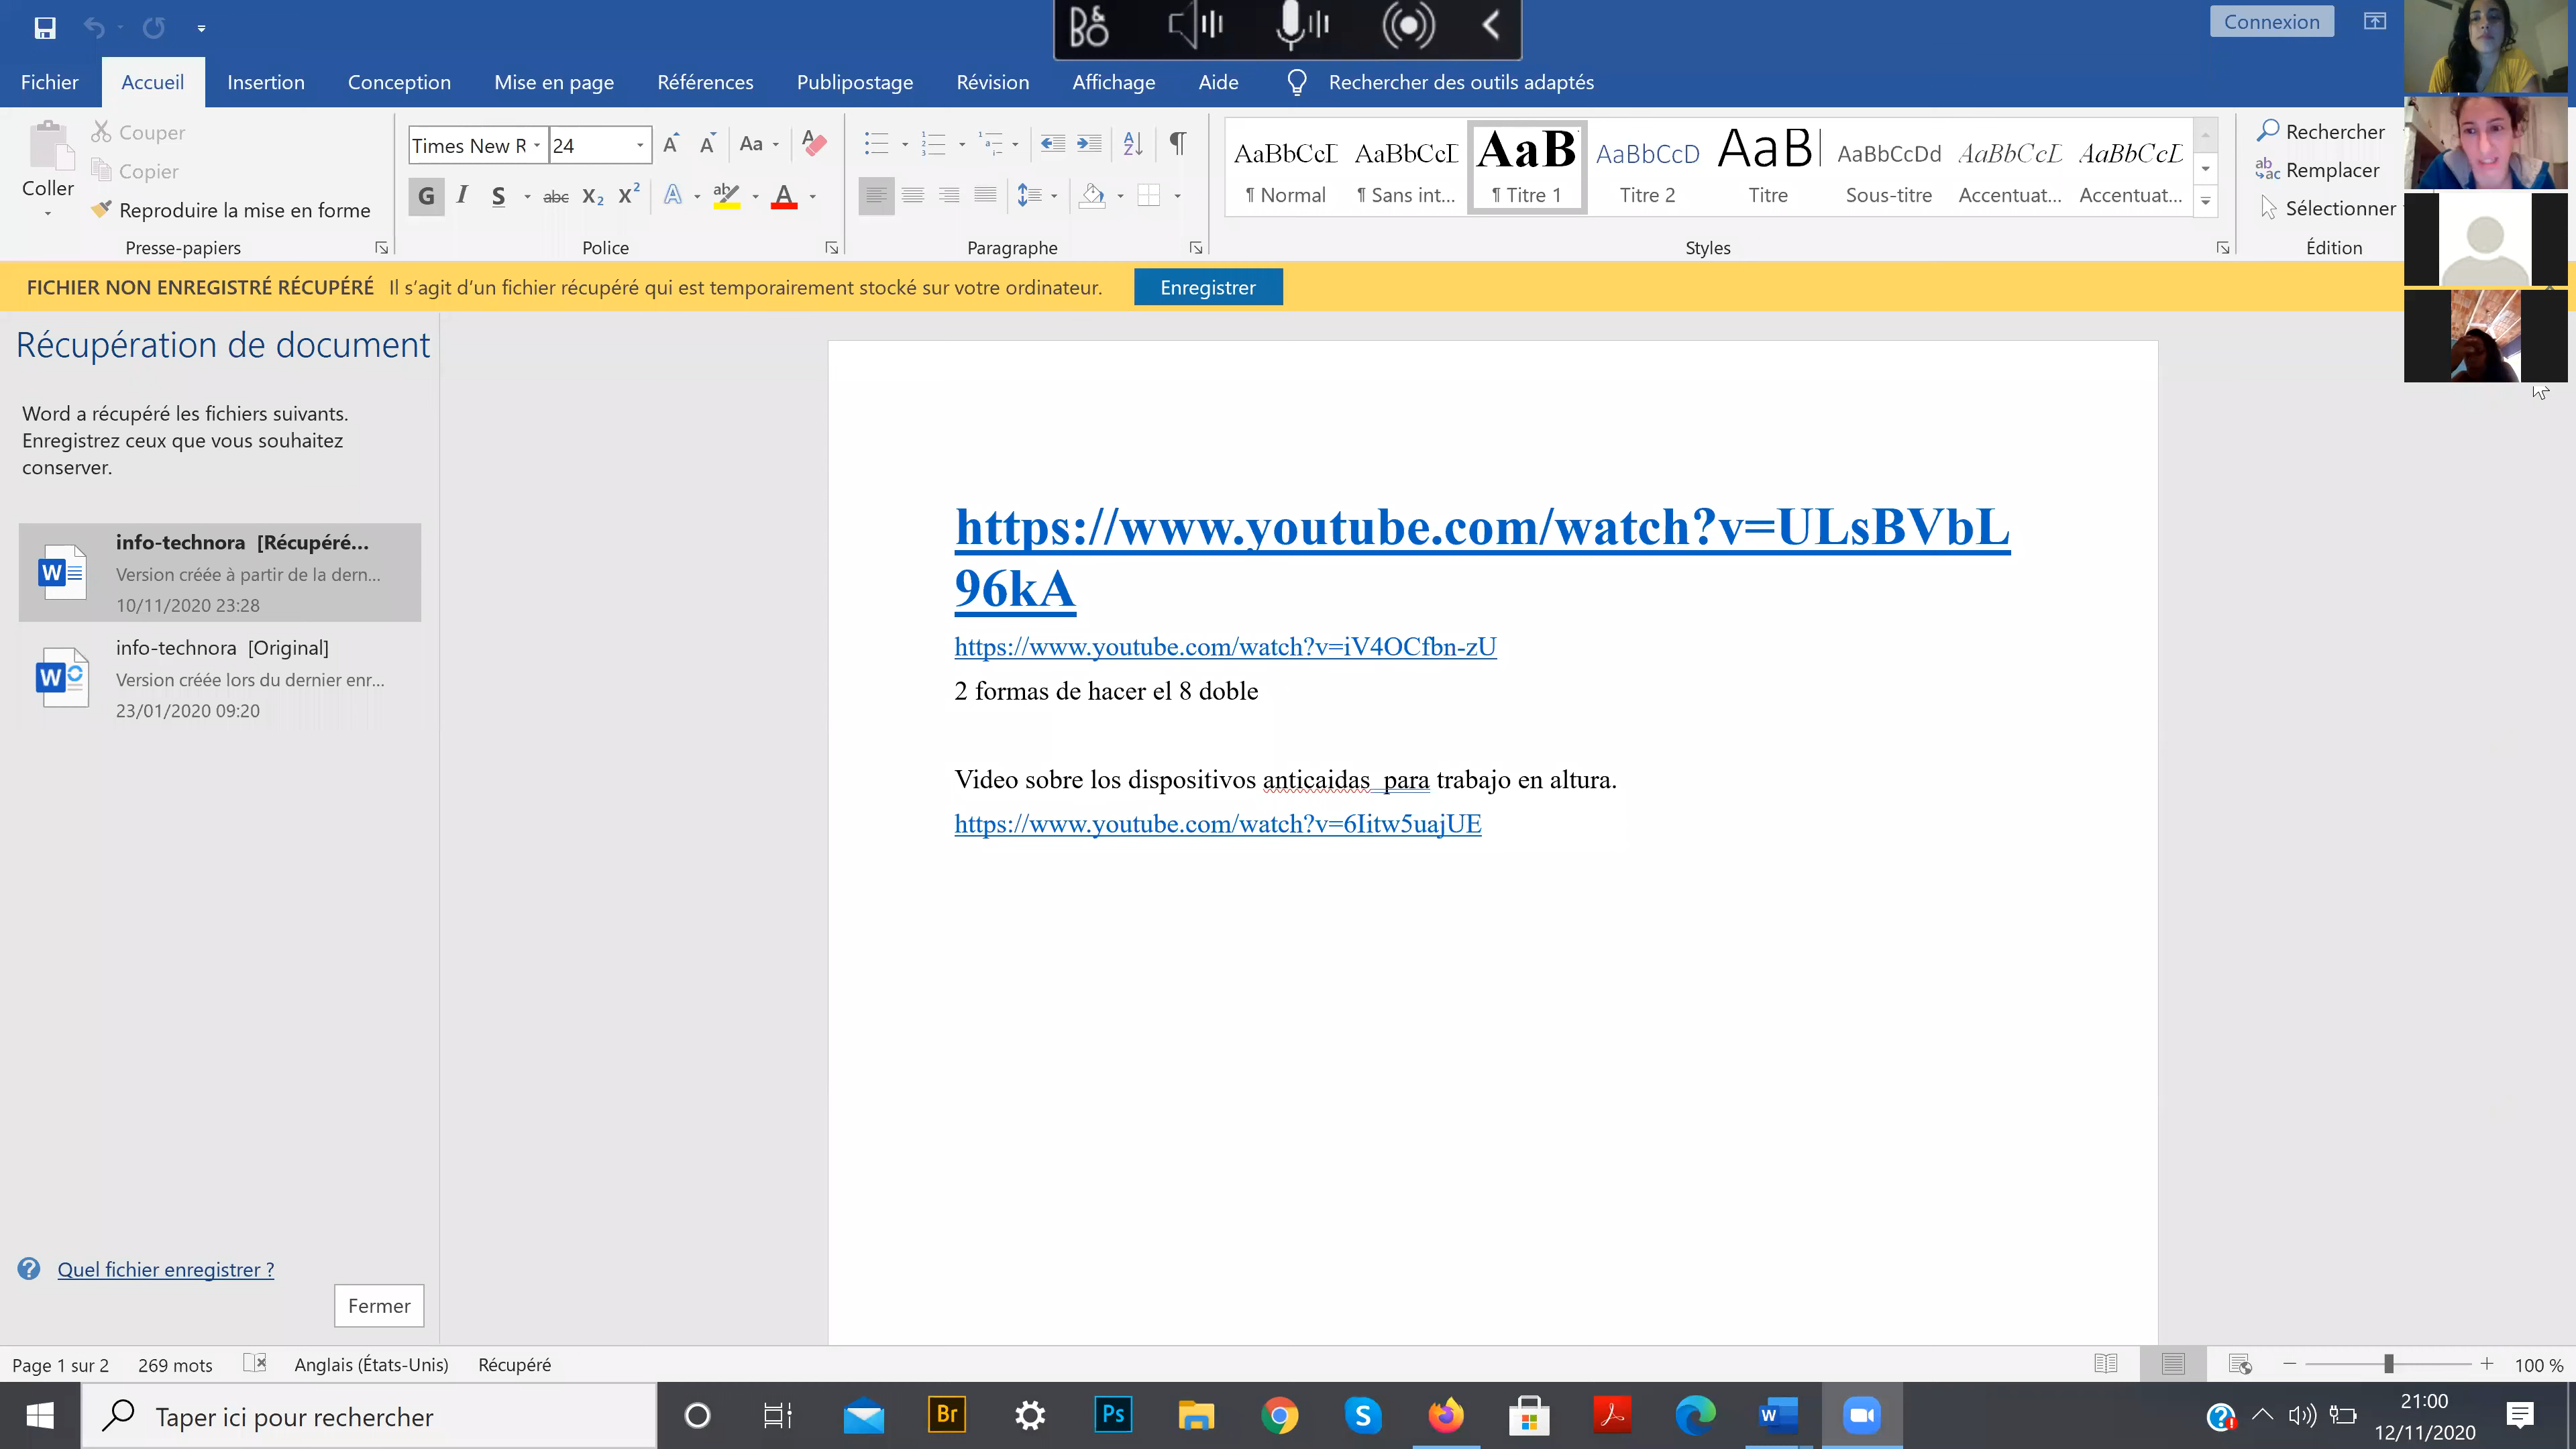 B&O
Connexion
Fichier Accueil Insertion Conception Mise en page Références Publipostage Révision Affichage Aide Rechercher des outils adaptés
Coller
Couper
Copier
Reproduire la mise en forme
Presse-papiers
Times New R 24 Aa
G I S abc X2 X2 A ab A
Police
Paragraphe
AaBbCcD AaBbCcD AaB AaBbCcD AaB AaBbCcDd AaBbCcL AaBbCcL
¶ Normal ¶ Sans int... ¶ Titre 1 Titre 2 Titre Sous-titre Accentuat... Accentuat...
Styles
Rechercher
Remplacer
Sélectionner
Édition
FICHIER NON ENREGISTRÉ RÉCUPÉRÉ Il s'agit d'un fichier récupéré qui est temporairement stocké sur votre ordinateur. Enregistrer
Récupération de document
Word a récupéré les fichiers suivants.
Enregistrez ceux que vous souhaitez
conserver.
info-technora [Récupéré...
Version créée à partir de la dern...
10/11/2020 23:28
info-technora [Original]
Version créée lors du dernier enr...
23/01/2020 09:20
Quel fichier enregistrer ?
Fermer
https://www.youtube.com/watch?v=ULsBVbL
96kA
https://www.youtube.com/watch?v=iV4OCfbn-zU
2 formas de hacer el 8 doble
Video sobre los dispositivos anticaidas para trabajo en altura.
https://www.youtube.com/watch?v=6Iitw5uajUE
Page 1 sur 2 269 mots Anglais (États-Unis) Récupéré 100 %
Taper ici pour rechercher
Br Ps
21:00
12/11/2020